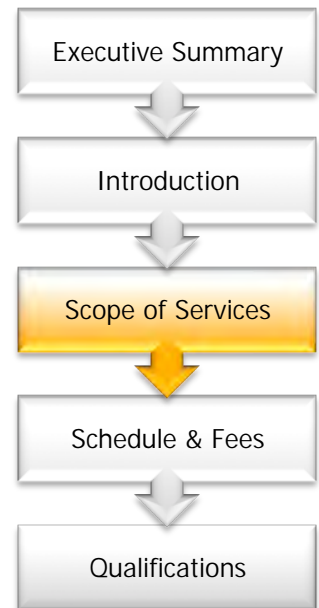 Executive Summary
Introduction
Scope of Services
Schedule & Fees
Qualifications